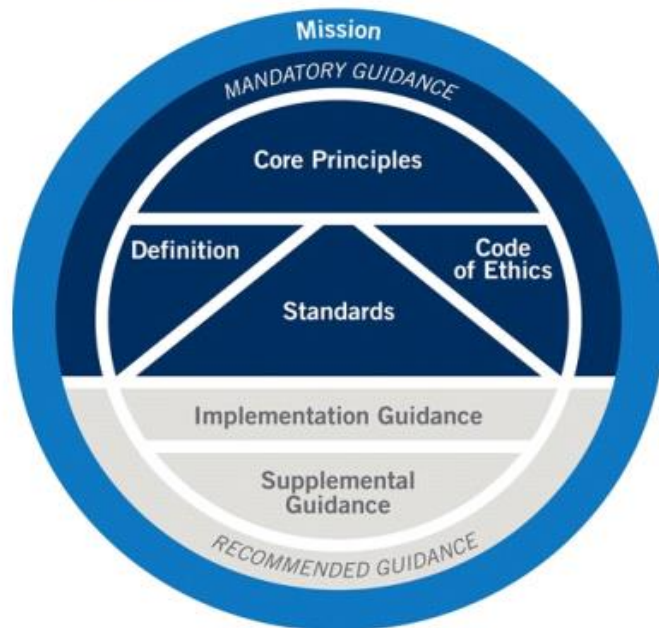 Mission
MANDATORY GUIDANCE
Core Principles
Definition
Code
of Ethics
Standards
Implementation Guidance
Supplemental
Guidance
RECOMMENDED GUIDANCE